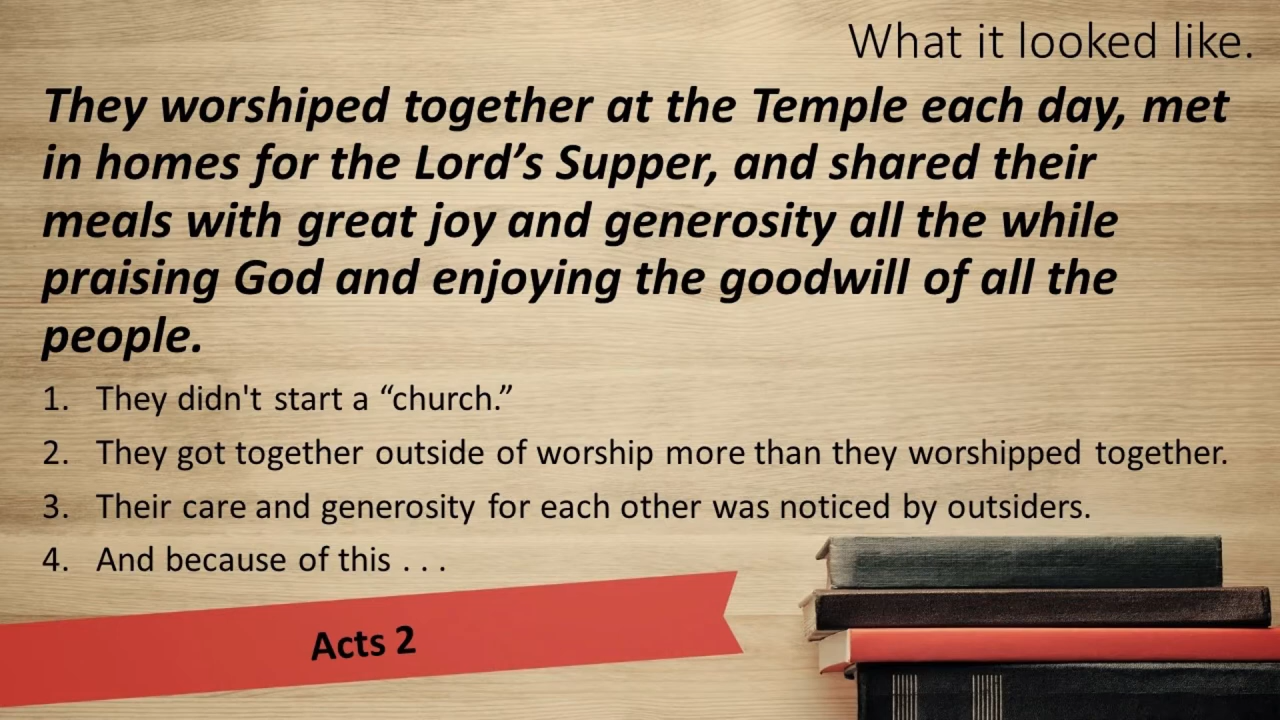 What it looked like.
They worshiped together at the Temple each day, met
in homes for the Lord’s Supper, and shared their
meals with great joy and generosity all the while
praising God and enjoying the goodwill of all the
people.
1. They didn't start a “church.”
2. They got together outside of worship more than they worshipped together.
3. Their care and generosity for each other was noticed by outsiders.
4. And because of this . . .
Acts 2